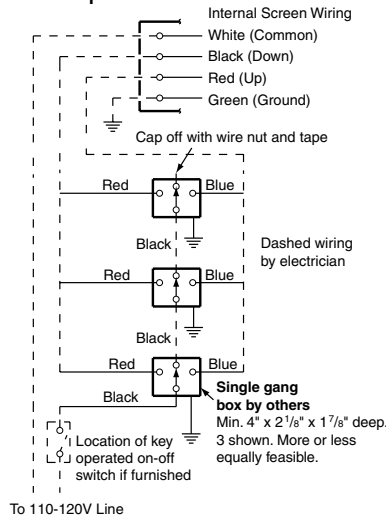 Internal Screen Wiring
White (Common)
Black (Down)
Red (Up)
Green (Ground)
Cap off with wire nut and tape
Red
Blue
Black
Dashed wiring
by electrician
Red
Blue
Black
Red
Blue
Black
Single gang
box by others
Min. 4" x 2 1/8" x 1 7/8" deep.
3 shown. More or less
equally feasible.
Location of key
operated on-off
switch if furnished
To 110-120V Line